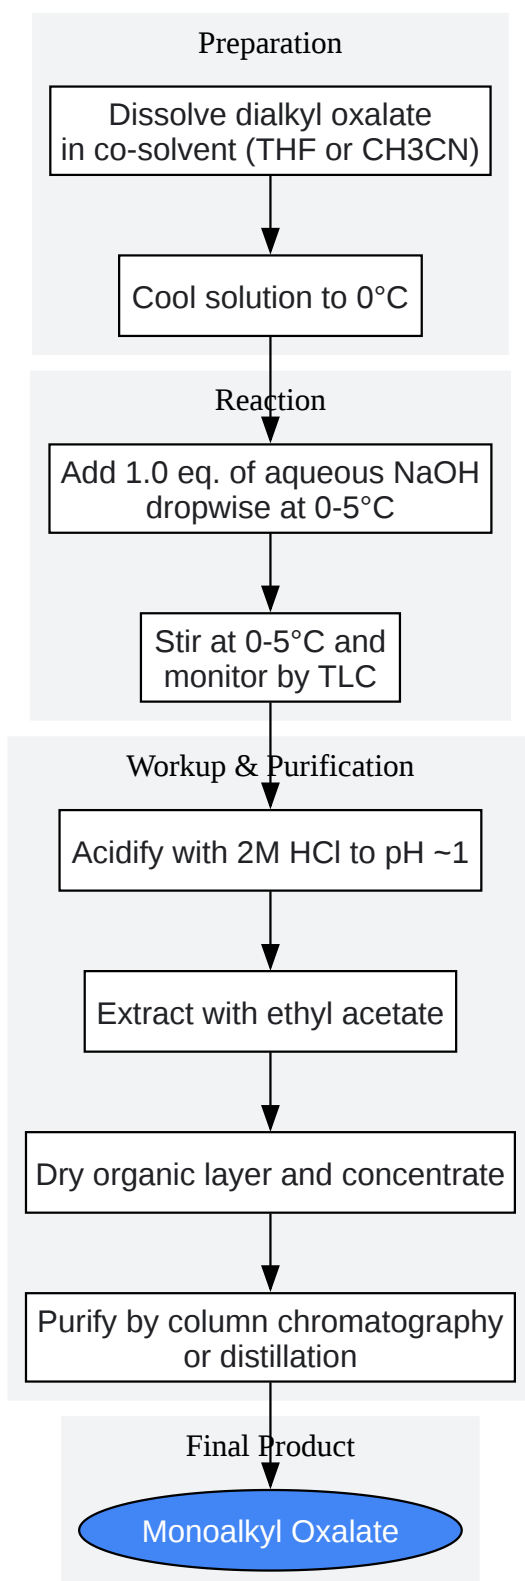 Preparation
Dissolve dialkyl oxalate
in co-solvent (THF or CH3CN)
Cool solution to 0°C
Reaction
Add 1.0 eq. of aqueous NaOH
dropwise at 0-5°C
Stir at 0-5°C and
monitor by TLC
Workup & Purification
Acidify with 2M HCl to pH ~1
Extract with ethyl acetate
Dry organic layer and concentrate
Purify by column chromatography
or distillation
Final Product
Monoalkyl Oxalate